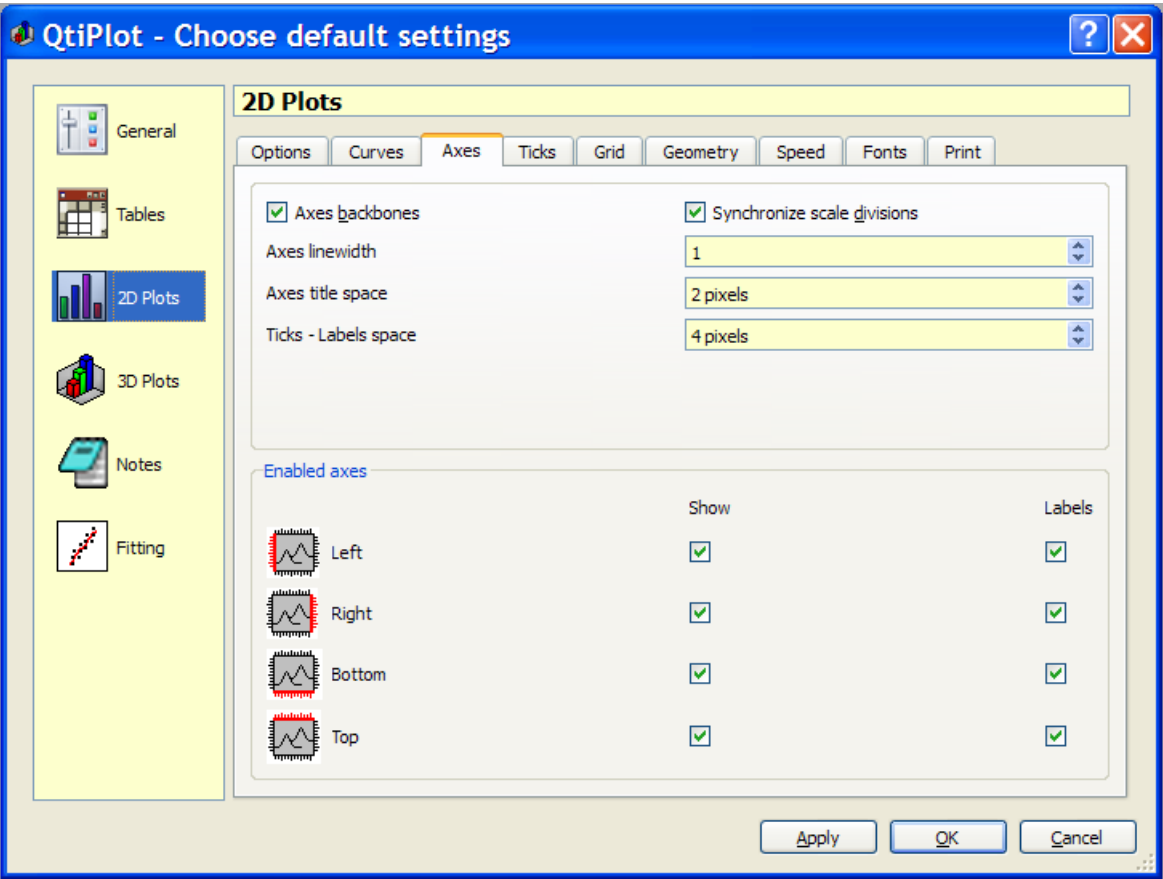 QtiPlot - Choose default settings
General
Tables
2D Plots
3D Plots
Notes
Fitting
2D Plots
Options Curves Axes Ticks Grid Geometry Speed Fonts Print
Axes backbones Synchronize scale divisions
Axes linewidth 1
Axes title space 2 pixels
Ticks - Labels space 4 pixels
Enabled axes
Show Labels
Left
Right
Bottom
Top
Apply OK Cancel